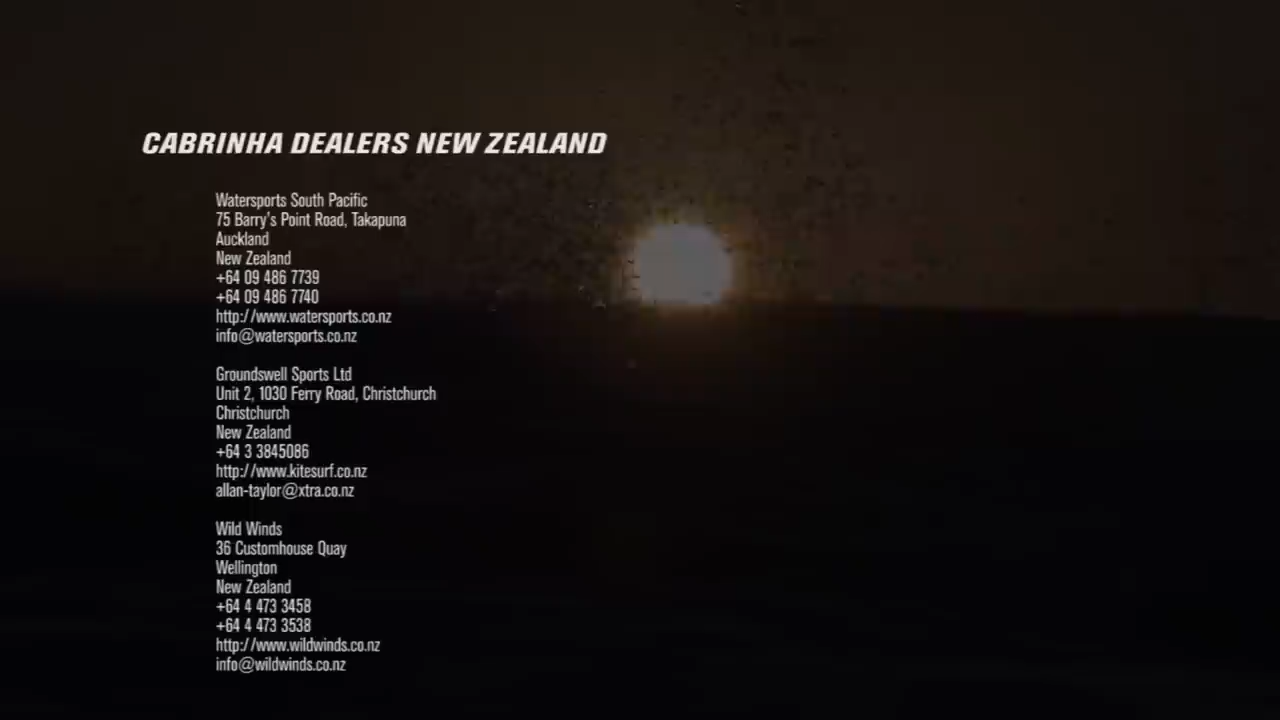 CABRINHA DEALERS NEW ZEALAND
Watersports South Pacific
75 Barry's Point Road, Takapuna
Auckland
New Zealand
+64 09 486 7739
+64 09 486 7740
http://www.watersports.co.nz
info@watersports.co.nz
Groundswell Sports Ltd
Unit 2, 1030 Ferry Road, Christchurch
Christchurch
New Zealand
+64 3 3845086
http://www.kitesurf.co.nz
allan-taylor@xtra.co.nz
Wild Winds
36 Customhouse Quay
Wellington
New Zealand
+64 4 473 3458
+64 4 473 3538
http://www.wildwinds.co.nz
info@wildwinds.co.nz